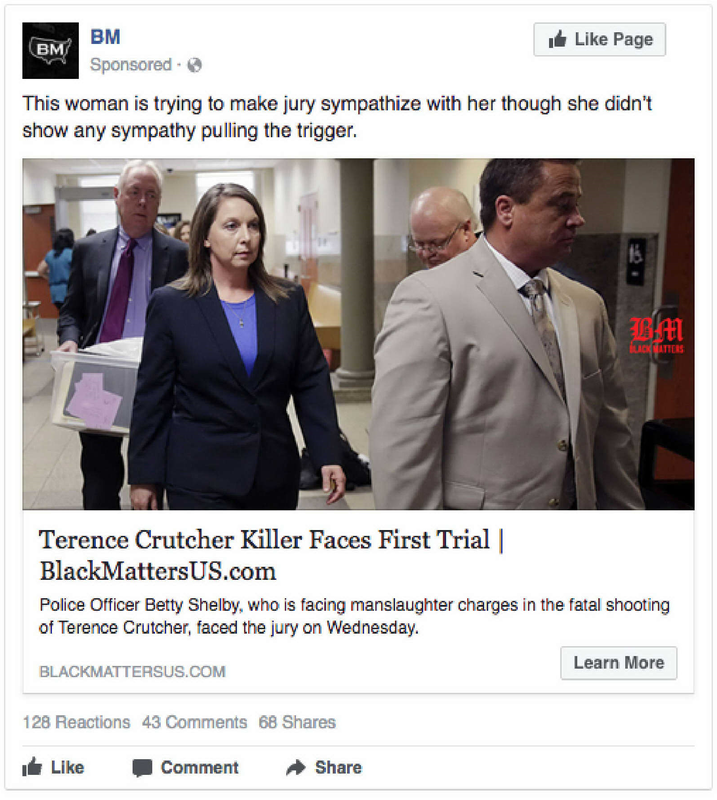 BM
BM
Like Page
Sponsored ·
This woman is trying to make jury sympathize with her though she didn't
show any sympathy pulling the trigger.
BM
BLACK MATTERS
Terence Crutcher Killer Faces First Trial |
BlackMattersUS.com
Police Officer Betty Shelby, who is facing manslaughter charges in the fatal shooting
of Terence Crutcher, faced the jury on Wednesday.
BLACKMATTERSUS.COM
Learn More
128 Reactions 43 Comments 68 Shares
Like Comment Share